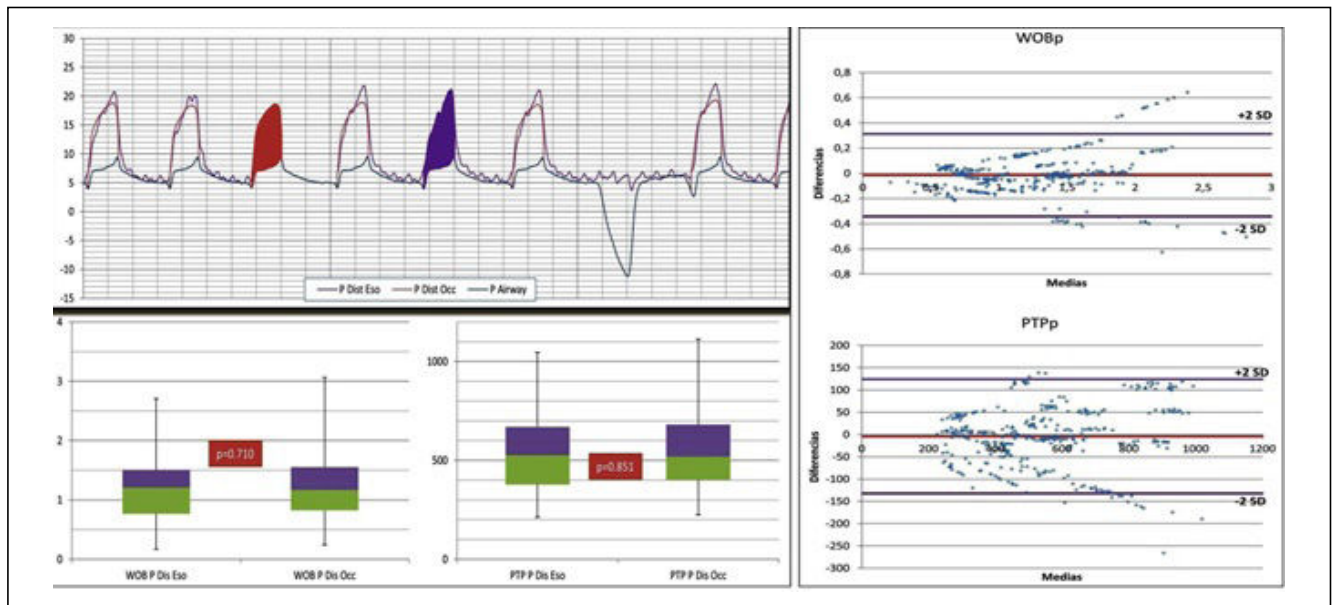 30
25
20
15
10
5
0
-5
-10
-15
P Dist Eso P Dist Occ P Airway
4
3
2
1
0
p=0.710
WOB P Dis Eso WOB P Dis Occ
1000
500
0
p=0.851
PTP P Dis Eso PTP P Dis Occ
WOBp
Diferencias
0,8
0,6
+2 SD
0,4
0,2
0
0 0,5 1 1,5 2 2,5 3
-0,2
-0,4
-2 SD
-0,6
-0,8
Medias
PTPp
Diferencias
200
150
+2 SD
100
50
0
0 200 400 600 800 1000 1200
-50
-100
-150
-2 SD
-200
-250
-300
Medias